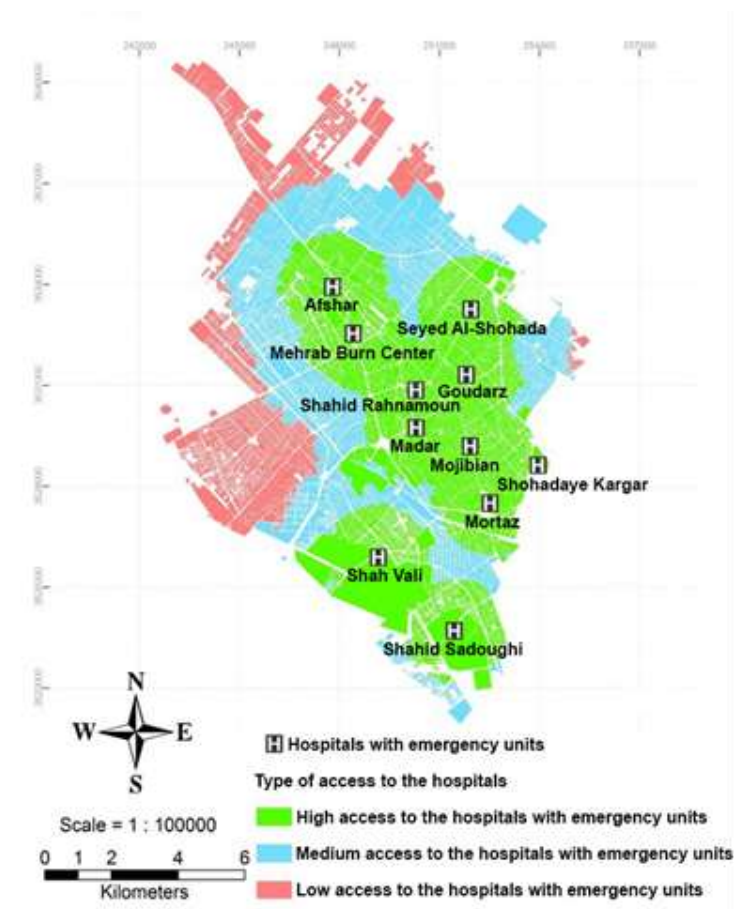 Afshar
Seyed Al-Shohada
Mehrab Burn Center
Goudarz
Shahid Rahnamoun
Madar
Mojibian
Shohadaye Kargar
Mortaz
Shah Vali
Shahid Sadoughi
N
W E
S
H Hospitals with emergency units
Type of access to the hospitals
Scale = 1 : 100000
High access to the hospitals with emergency units
Medium access to the hospitals with emergency units
0 1 2 4 6
Kilometers
Low access to the hospitals with emergency units